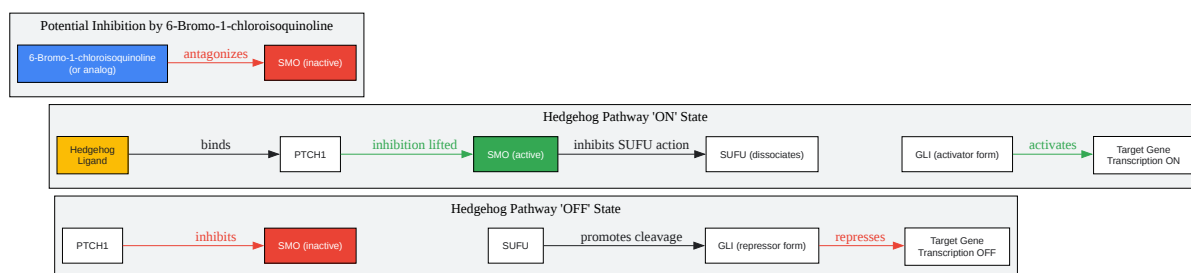 Potential Inhibition by 6-Bromo-1-chloroisoquinoline
6-Bromo-1-chloroisoquinoline
(or analog)
antagonizes
SMO (inactive)
Hedgehog Pathway 'ON' State
Hedgehog
Ligand
binds
PTCH1
inhibition lifted
SMO (active)
inhibits SUFU action
SUFU (dissociates)
GLI (activator form)
activates
Target Gene
Transcription ON
Hedgehog Pathway 'OFF' State
PTCH1
inhibits
SMO (inactive)
SUFU
promotes cleavage
GLI (repressor form)
represses
Target Gene
Transcription OFF